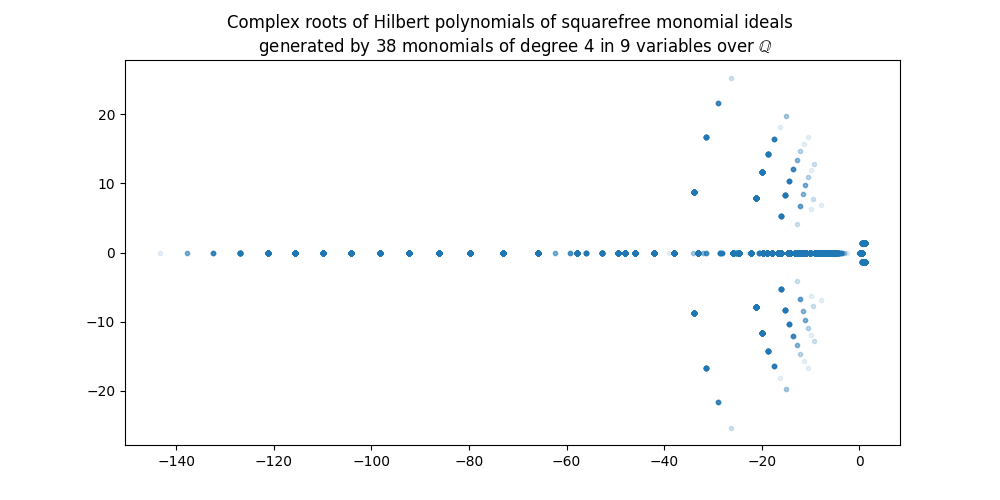 Complex roots of Hilbert polynomials of squarefree monomial ideals
generated by 38 monomials of degree 4 in 9 variables over ℚ
20
10
0
−10
−20
−140 −120 −100 −80 −60 −40 −20 0